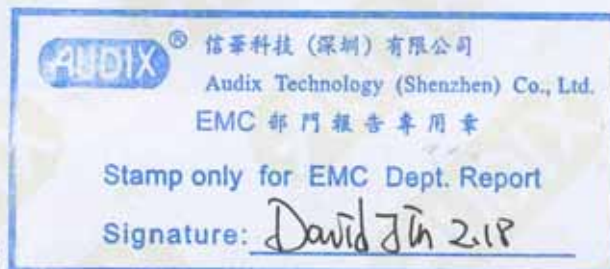 AUDIX ® 信華科技 (深圳) 有限公司
Audix Technology (Shenzhen) Co., Ltd.
EMC 部門報告專用章
Stamp only for EMC Dept. Report
Signature: David Jin 2.18